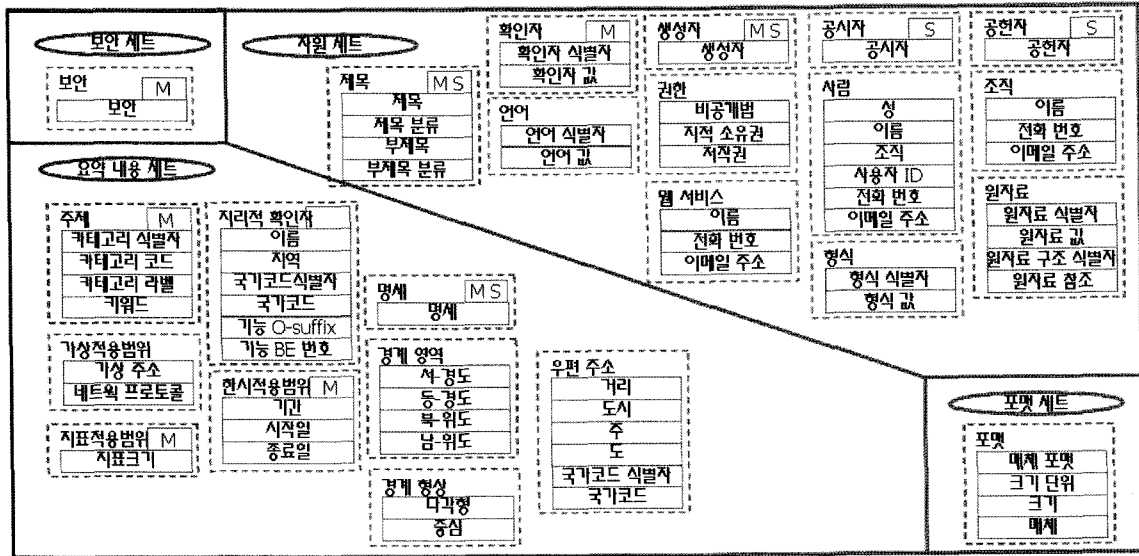 보안 세트
보안 M
보안
자원 세트
제목 M S
제목
제목 분류
부제목
부제목 분류
확인자 M
확인자 식별자
확인자 값
언어
언어 식별자
언어 값
생성자 M S
생성자
권한
비공개법
지적 소유권
저작권
웹 서비스
이름
전화 번호
이메일 주소
공시자 S
공시자
사람
성
이름
조직
사용자 ID
전화 번호
이메일 주소
형식
형식 식별자
형식 값
공헌자 S
공헌자
조직
이름
전화 번호
이메일 주소
원자료
원자료 식별자
원자료 값
원자료 구조 식별자
원자료 참조
요약 내용 세트
주제 M
카테고리 식별자
카테고리 코드
카테고리 라벨
키워드
가상적용범위
가상 주소
네트웍 프로토콜
지표적용범위 M
지표크기
지리적 확인자
이름
지역
국가코드식별자
국가코드
기능 O-suffix
기능 BE 번호
한시적용범위 M
기간
시작일
종료일
명세 M S
명세
경계 영역
서-경도
동-경도
북-위도
남-위도
경계 형상
다각형
중심
우편 주소
거리
도시
주
도
국가코드 식별자
국가코드
포맷 세트
포맷
매체 포맷
크기 단위
크기
매체